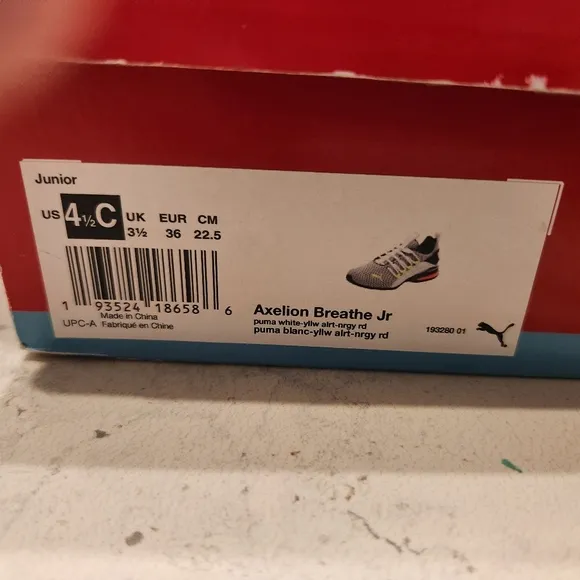 Junior
US 4½C UK EUR CM
3½ 36 22.5
1 93524 18658 6
Made in China
UPC-A Fabriqué en Chine
Axelion Breathe Jr
puma white-yllw alrt-nrgy rd
puma blanc-yllw alrt-nrgy rd
193280 01